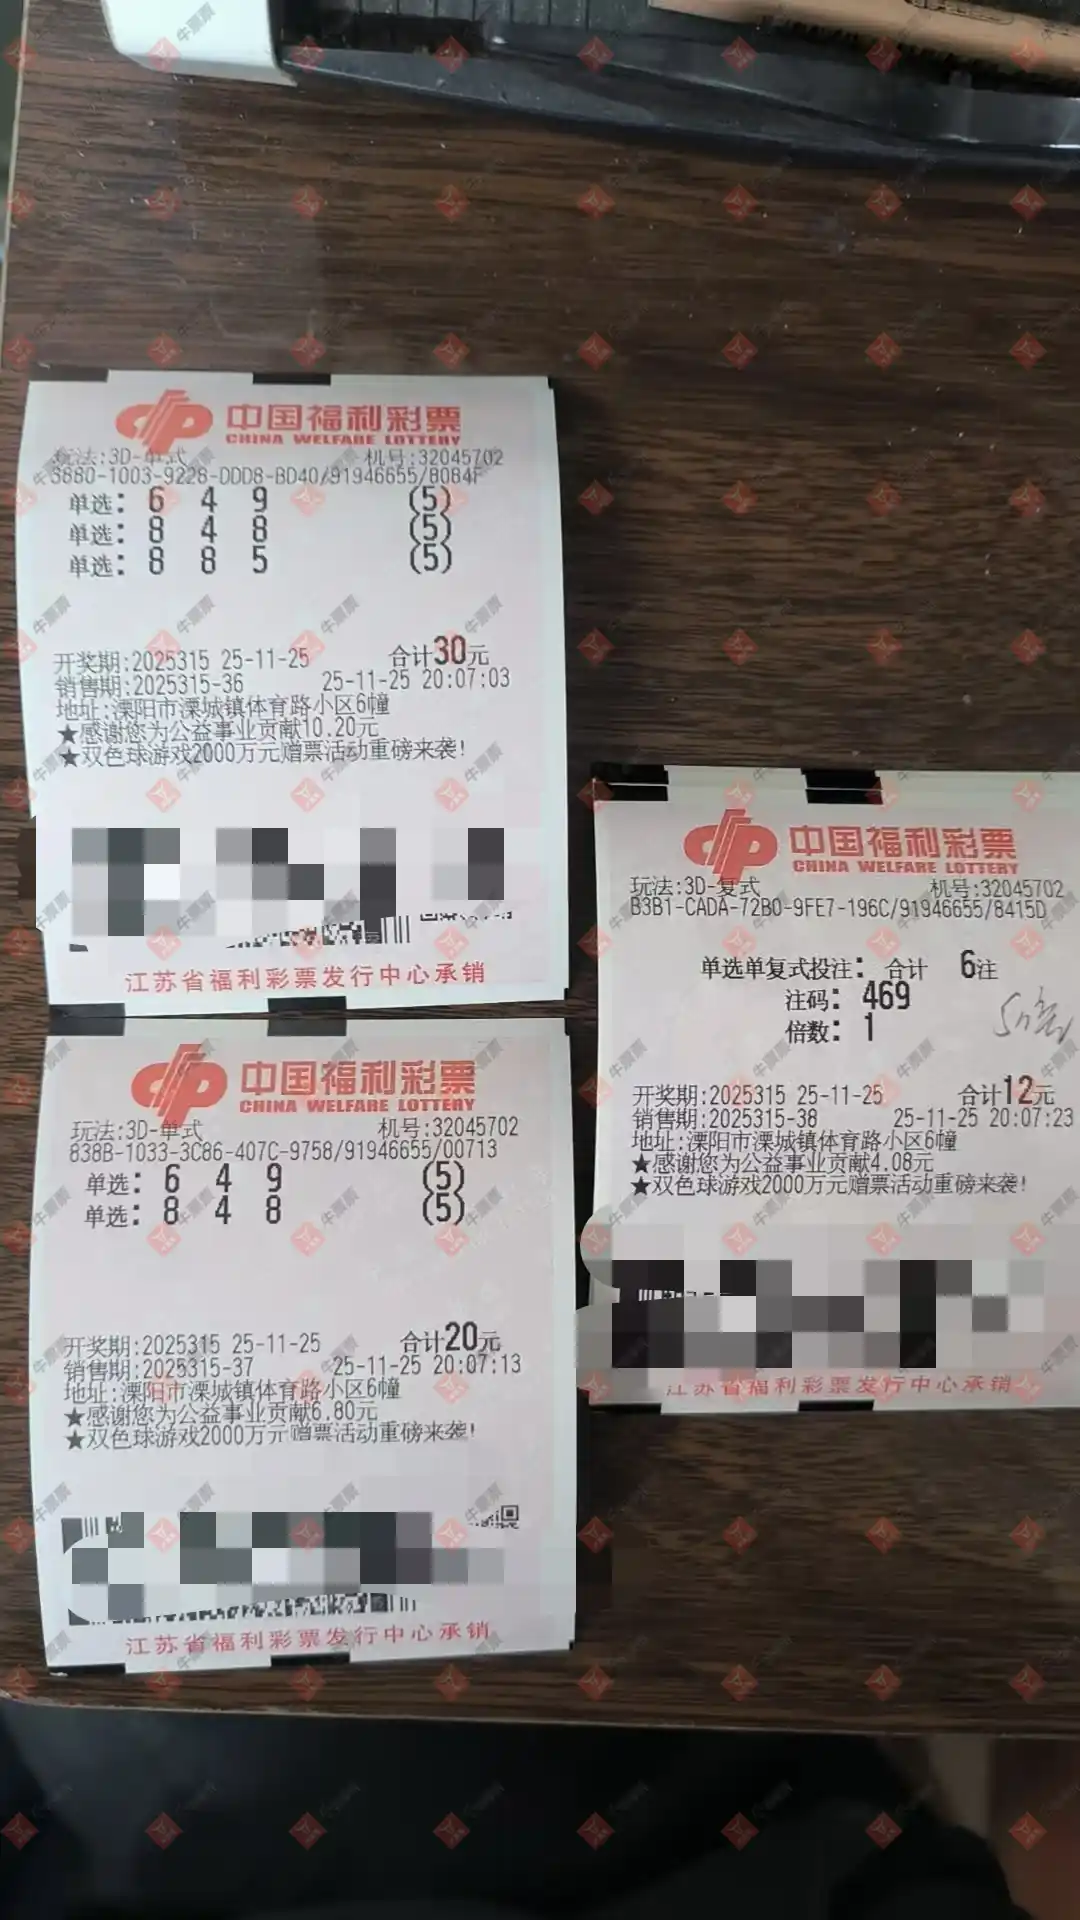 中国福利彩票
CHINA WELFARE LOTTERY
玩法:3D-单式 机号:32045702
3880-1003-9228-DDD8-BD40/91946655/8084F
单选: 6 4 9 (5)
单选: 8 4 8 (5)
单选: 8 8 5 (5)
开奖期:2025315 25-11-25 合计30元
销售期:2025315-36 25-11-25 20:07:03
地址:溧阳市溧城镇体育路小区6幢
★感谢您为公益事业贡献10.20元
★双色球游戏2000万元赠票活动重磅来袭!
江苏省福利彩票发行中心承销
中国福利彩票
CHINA WELFARE LOTTERY
玩法:3D-单式 机号:32045702
838B-1033-3C86-407C-9758/91946655/00713
单选: 6 4 9 (5)
单选: 8 4 8 (5)
开奖期:2025315 25-11-25 合计20元
销售期:2025315-37 25-11-25 20:07:13
地址:溧阳市溧城镇体育路小区6幢
★感谢您为公益事业贡献6.80元
★双色球游戏2000万元赠票活动重磅来袭!
江苏省福利彩票发行中心承销
中国福利彩票
CHINA WELFARE LOTTERY
玩法:3D-复式 机号:32045702
B3B1-CADA-72B0-9FE7-196C/91946655/8415D
单选单复式投注: 合计 6注
注码: 469
倍数: 1
开奖期:2025315 25-11-25 合计12元
销售期:2025315-38 25-11-25 20:07:23
地址:溧阳市溧城镇体育路小区6幢
★感谢您为公益事业贡献4.08元
★双色球游戏2000万元赠票活动重磅来袭!
江苏省福利彩票发行中心承销
牛票票